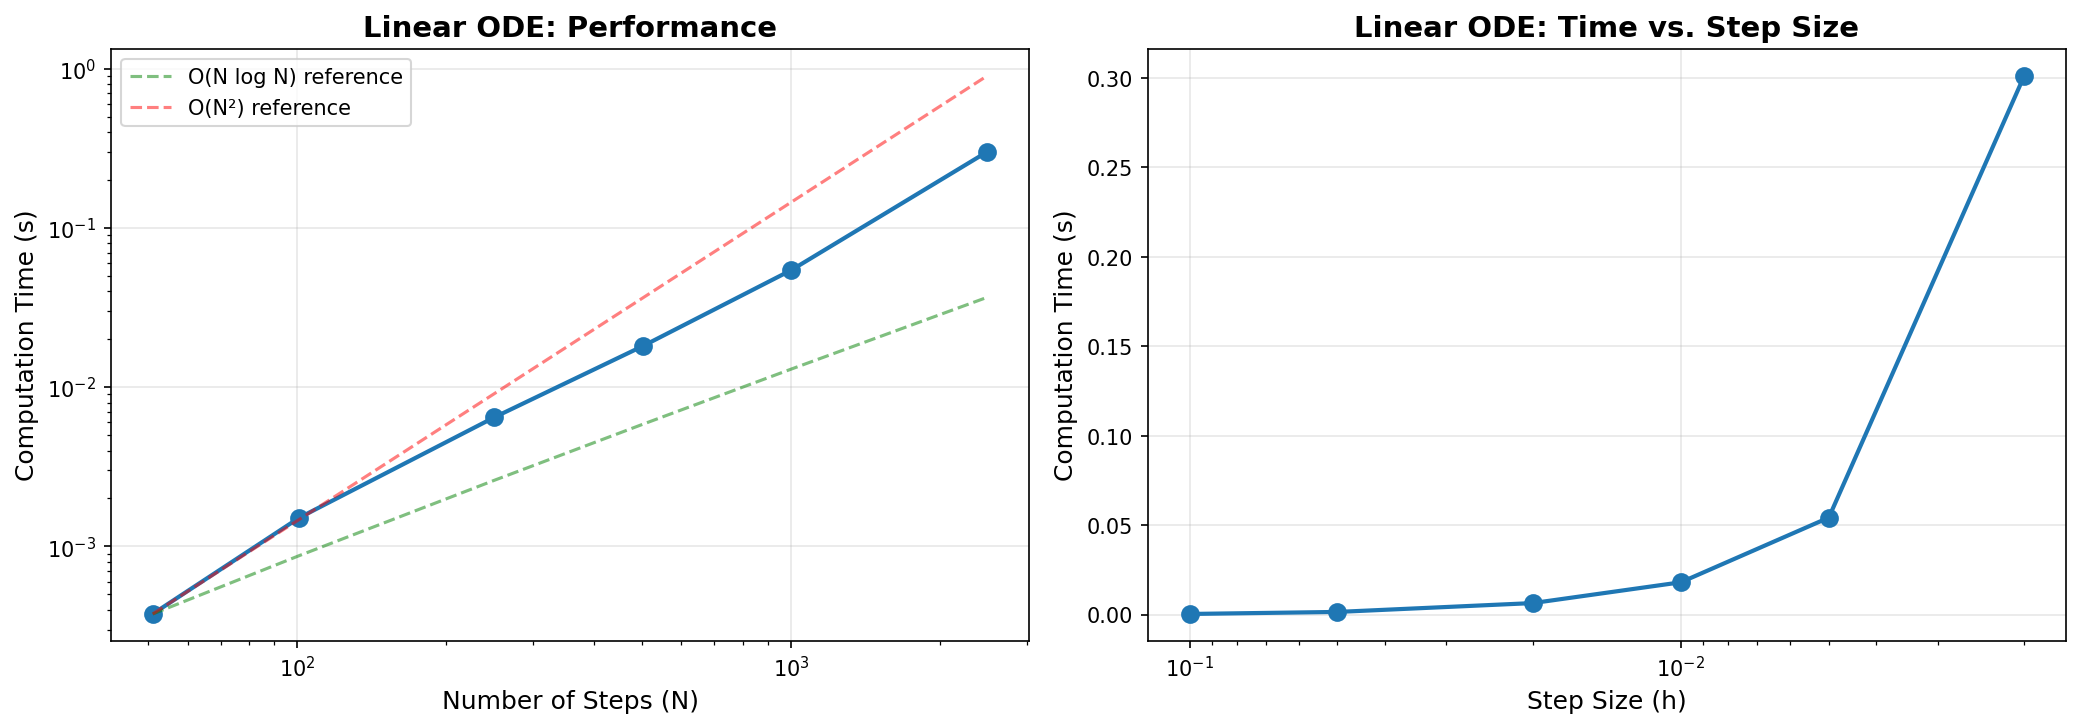 Linear ODE: Performance
O(N log N) reference
O(N²) reference
10⁰
10⁻¹
10⁻²
10⁻³
Computation Time (s)
10²
10³
Number of Steps (N)
Linear ODE: Time vs. Step Size
0.30
0.25
0.20
0.15
0.10
0.05
0.00
Computation Time (s)
10⁻¹
10⁻²
Step Size (h)